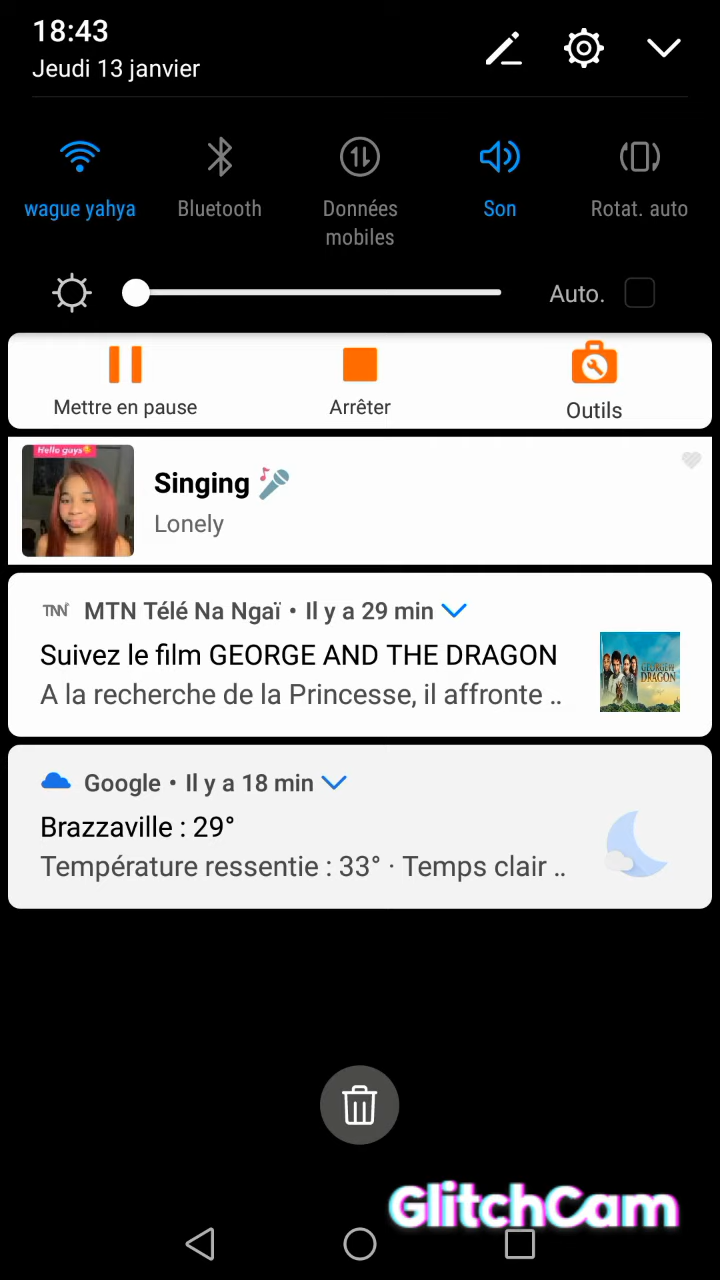 18:43
Jeudi 13 janvier
wague yahya
Bluetooth
Données
mobiles
Son
Rotat. auto
Auto.
Mettre en pause
Arrêter
Outils
Hello guys
Singing
Lonely
TNN MTN Télé Na Ngaï • Il y a 29 min
Suivez le film GEORGE AND THE DRAGON
A la recherche de la Princesse, il affronte ..
GEORGE
DRAGON
Google • Il y a 18 min
Brazzaville : 29°
Température ressentie : 33° · Temps clair ..
GlitchCam